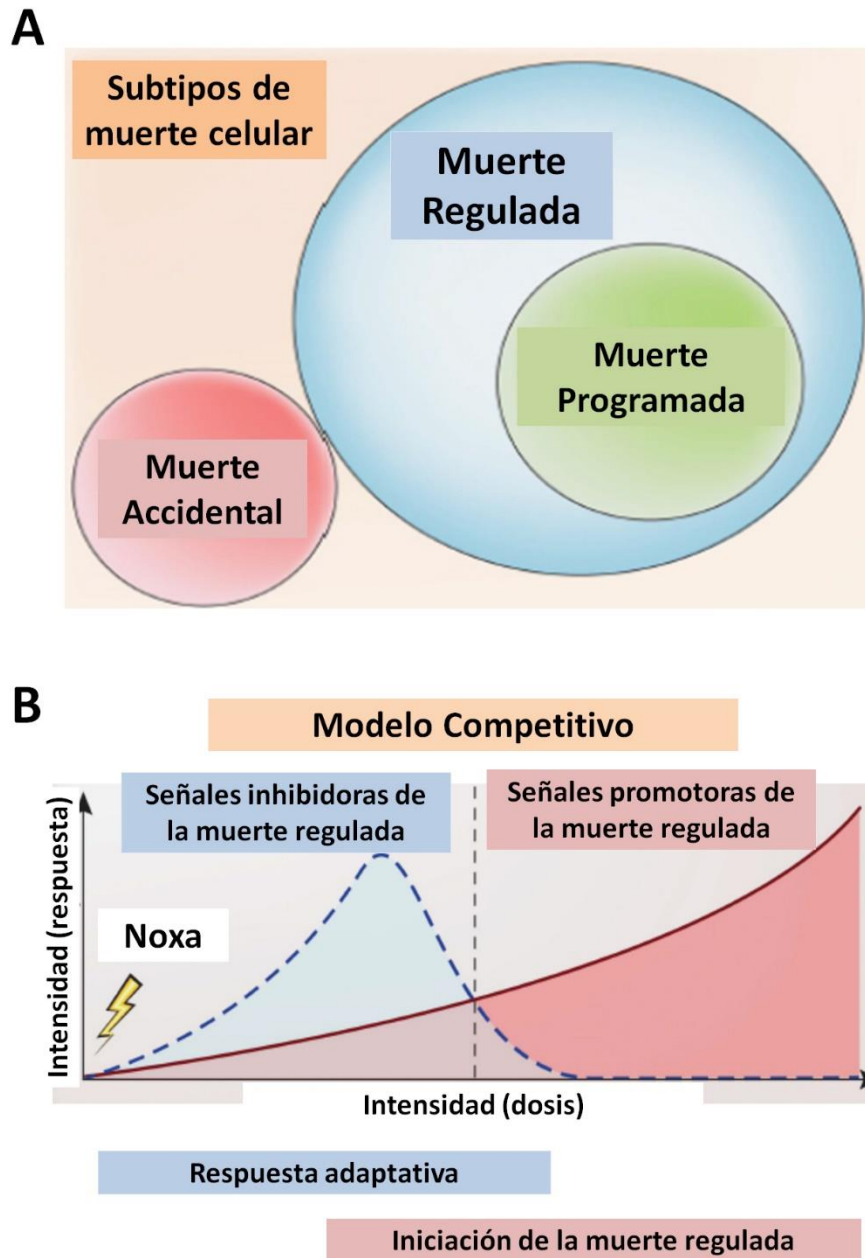 A
Subtipos de
muerte celular
Muerte
Regulada
Muerte
Programada
Muerte
Accidental
B
Modelo Competitivo
Señales inhibidoras de
la muerte regulada
Señales promotoras de
la muerte regulada
Intensidad (respuesta)
Noxa
Intensidad (dosis)
Respuesta adaptativa
Iniciación de la muerte regulada